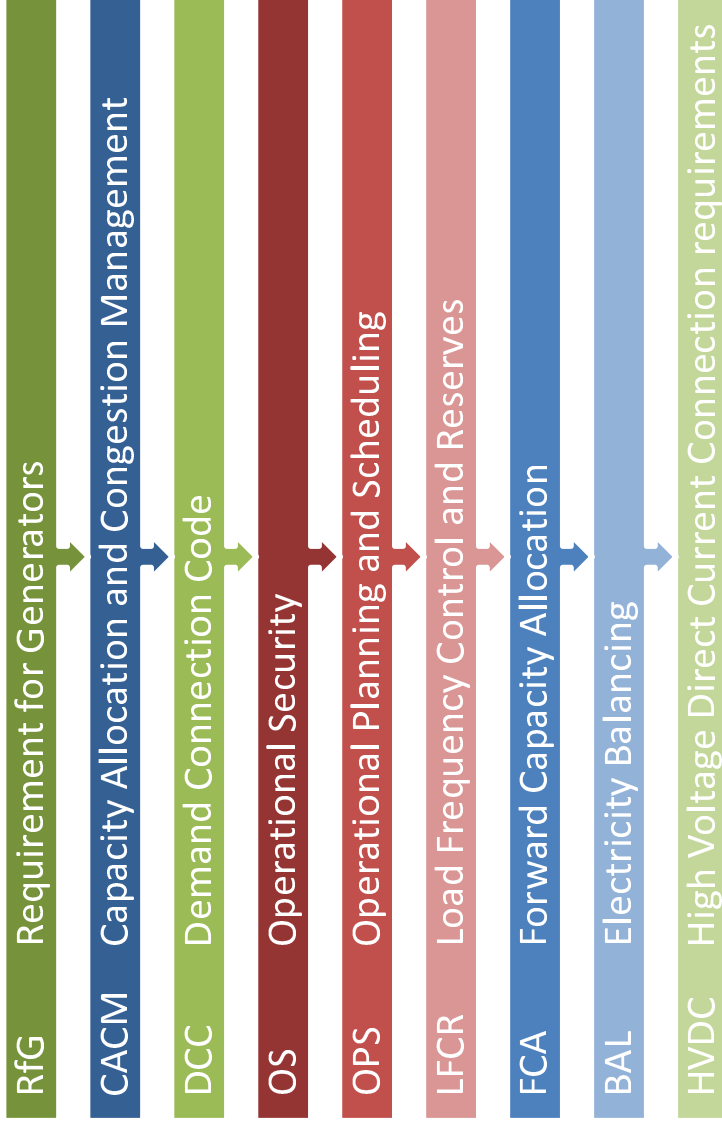 RfG Requirement for Generators
CACM Capacity Allocation and Congestion Management
DCC Demand Connection Code
OS Operational Security
OPS Operational Planning and Scheduling
LFCR Load Frequency Control and Reserves
FCA Forward Capacity Allocation
BAL Electricity Balancing
HVDC High Voltage Direct Current Connection requirements